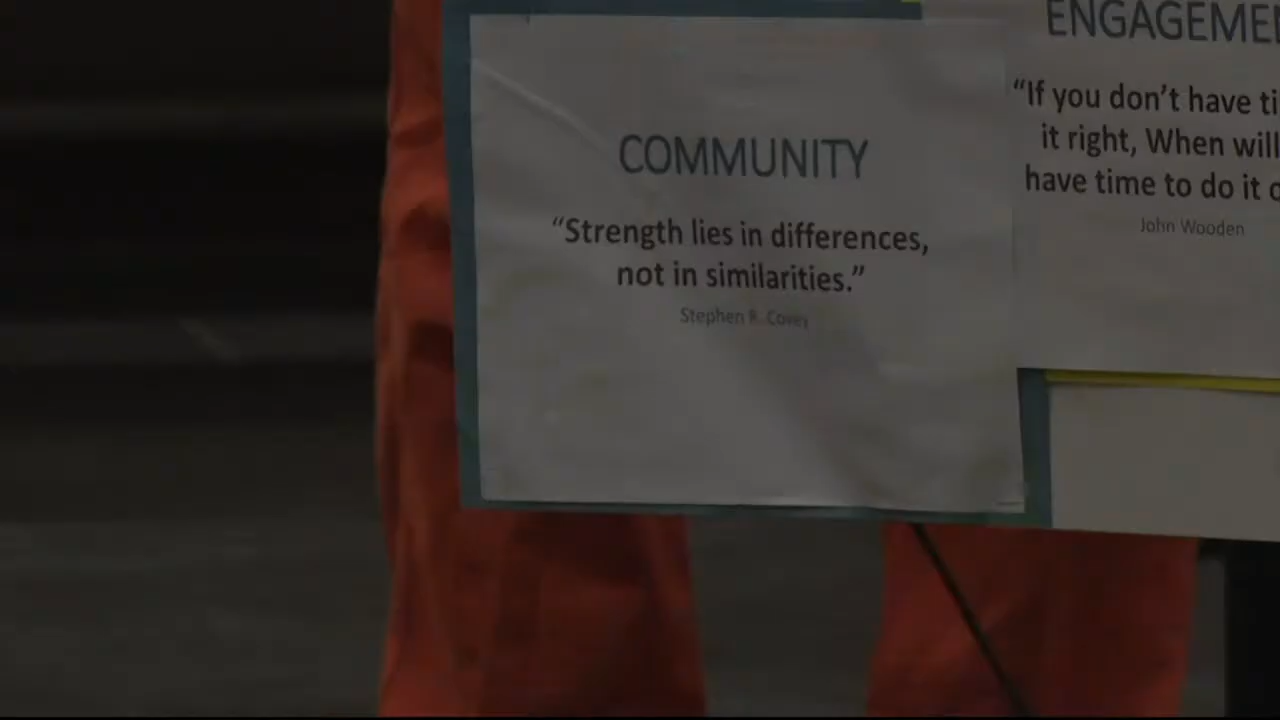 COMMUNITY
“Strength lies in differences,
not in similarities.”
Stephen R. Covey
ENGAGEME
“If you don’t have ti
it right, When will
have time to do it o
John Wooden